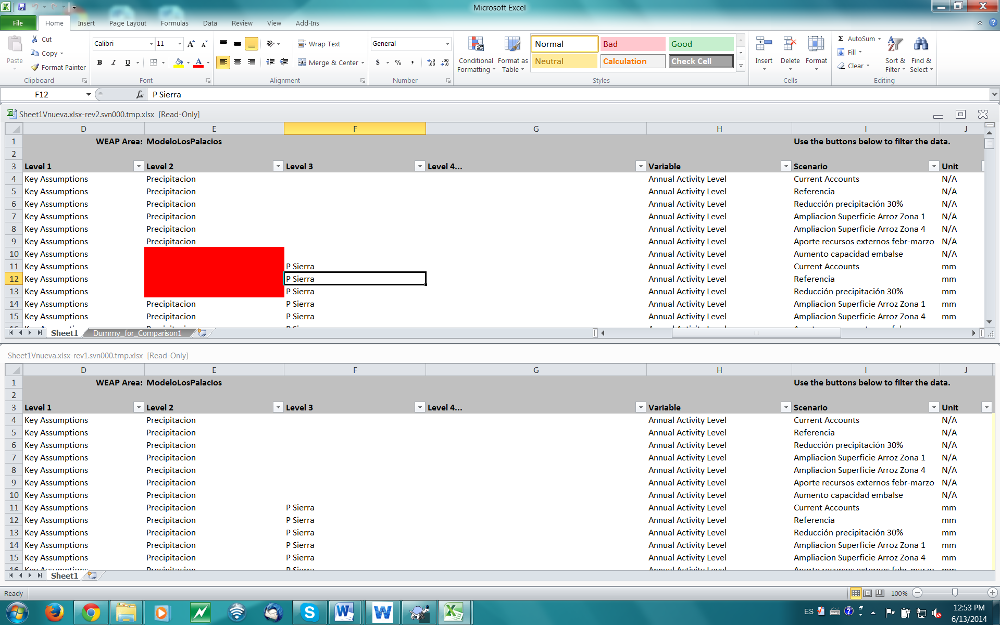 Microsoft Excel
File Home Insert Page Layout Formulas Data Review View Add-Ins
Paste Cut Copy Format Painter Clipboard
Calibri 11 B I U Font
Wrap Text Merge & Center Alignment
General $ % , Number
Conditional Formatting Format as Table Normal Bad Good Neutral Calculation Check Cell Styles
Insert Delete Format Cells
Σ AutoSum Fill Clear Sort & Filter Find & Select Editing
F12 fx P Sierra
Sheet1Vnueva.xlsx-rev2.svn000.tmp.xlsx [Read-Only]
D E F G H I J
1 WEAP Area: ModeloLosPalacios Use the buttons below to filter the data.
2
3 Level 1 Level 2 Level 3 Level 4... Variable Scenario Unit
4 Key Assumptions Precipitacion Annual Activity Level Current Accounts N/A
5 Key Assumptions Precipitacion Annual Activity Level Referencia N/A
6 Key Assumptions Precipitacion Annual Activity Level Reducción precipitación 30% N/A
7 Key Assumptions Precipitacion Annual Activity Level Ampliacion Superficie Arroz Zona 1 N/A
8 Key Assumptions Precipitacion Annual Activity Level Ampliacion Superficie Arroz Zona 4 N/A
9 Key Assumptions Precipitacion Annual Activity Level Aporte recursos externos febr-marzo N/A
10 Key Assumptions Annual Activity Level Aumento capacidad embalse N/A
11 Key Assumptions P Sierra Annual Activity Level Current Accounts mm
12 Key Assumptions P Sierra Annual Activity Level Referencia mm
13 Key Assumptions P Sierra Annual Activity Level Reducción precipitación 30% mm
14 Key Assumptions Precipitacion P Sierra Annual Activity Level Ampliacion Superficie Arroz Zona 1 mm
15 Key Assumptions Precipitacion P Sierra Annual Activity Level Ampliacion Superficie Arroz Zona 4 mm
Sheet1 Dummy_for_Comparison1
Sheet1Vnueva.xlsx-rev1.svn000.tmp.xlsx [Read-Only]
D E F G H I J
1 WEAP Area: ModeloLosPalacios Use the buttons below to filter the data.
2
3 Level 1 Level 2 Level 3 Level 4... Variable Scenario Unit
4 Key Assumptions Precipitacion Annual Activity Level Current Accounts N/A
5 Key Assumptions Precipitacion Annual Activity Level Referencia N/A
6 Key Assumptions Precipitacion Annual Activity Level Reducción precipitación 30% N/A
7 Key Assumptions Precipitacion Annual Activity Level Ampliacion Superficie Arroz Zona 1 N/A
8 Key Assumptions Precipitacion Annual Activity Level Ampliacion Superficie Arroz Zona 4 N/A
9 Key Assumptions Precipitacion Annual Activity Level Aporte recursos externos febr-marzo N/A
10 Key Assumptions Precipitacion Annual Activity Level Aumento capacidad embalse N/A
11 Key Assumptions Precipitacion P Sierra Annual Activity Level Current Accounts mm
12 Key Assumptions Precipitacion P Sierra Annual Activity Level Referencia mm
13 Key Assumptions Precipitacion P Sierra Annual Activity Level Reducción precipitación 30% mm
14 Key Assumptions Precipitacion P Sierra Annual Activity Level Ampliacion Superficie Arroz Zona 1 mm
15 Key Assumptions Precipitacion P Sierra Annual Activity Level Ampliacion Superficie Arroz Zona 4 mm
16 Key Assumptions Precipitacion P Sierra Annual Activity Level Aporte recursos externos febr-marzo mm
Sheet1
Ready 100%
ES 12:53 PM
6/13/2014